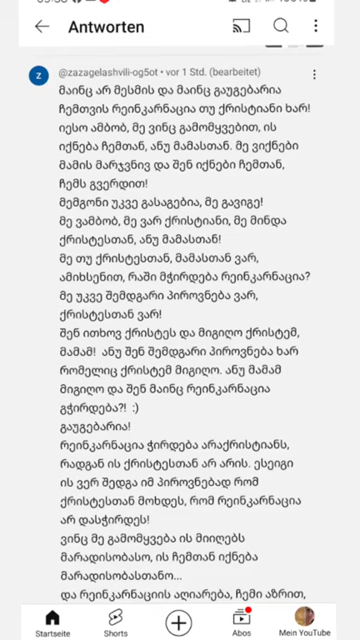 Antworten
z
@zazagelashvili-og5ot • vor 1 Std. (bearbeitet)
მაინც არ მესმის და მაინც გაუგებარია
ჩემთვის რეინკარნაცია თუ ქრისტიანი ხარ!
იესო ამბობ, მე ვინც გამომყვებით, ის
იქნება ჩემთან, ანუ მამასთან. მე ვიქნები
მამის მარჯვნივ და შენ იქნები ჩემთან,
ჩემს გვერდით!
მემგონი უკვე გასაგებია, მე გავიგე!
მე ვამბობ, მე ვარ ქრისტიანი, მე მინდა
ქრისტესთან, ანუ მამასთან!
მე თუ ქრისტესთან, მამასთან ვარ,
ამიხსენით, რაში მჭირდება რეინკარნაცია?
მე უკვე შემდგარი პიროვნება ვარ,
ქრისტესთან ვარ!
შენ ითხოვ ქრისტეს და მიგიღო ქრისტემ,
მამამ! ანუ შენ შემდგარი პიროვნება ხარ
რომელიც ქრისტემ მიგიღო. ანუ მამამ
მიგიღო და შენ მაინც რეინკარნაცია
გჭირდება?! :)
გაუგებარია!
რეინკარნაცია ჭირდება არაქრისტიანს,
რადგან ის ქრისტესთან არ არის. ესეიგი
ის ვერ შედგა იმ პიროვნებად რომ
ქრისტესთან მოხდეს, რომ რეინკარნაცია
არ დასჭირდეს!
ვინც მე გამომყვება ის მიიღებს
მარადისობასო, ის ჩემთან იქნება
მარადისობასთანო...
და რეინკარნაციის აღიარება, ჩემი აზრით,
Startseite Shorts Abos Mein YouTube